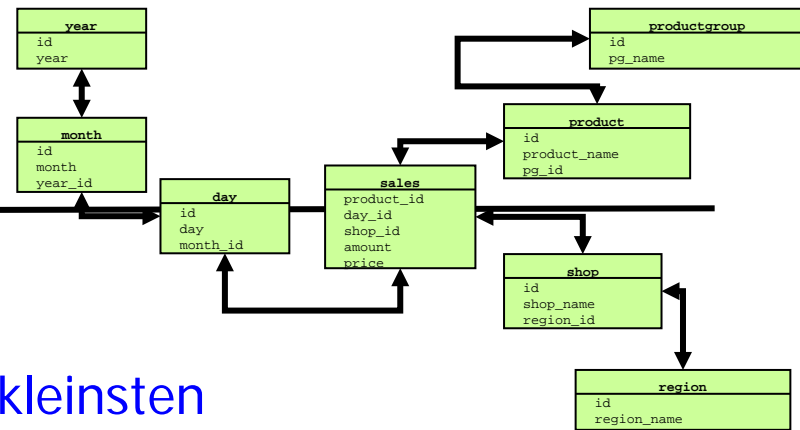 year
id
year
productgroup
id
pg_name
month
id
month
year_id
product
id
product_name
pg_id
day
id
day
month_id
sales
product_id
day_id
shop_id
amount
price
shop
id
shop_name
region_id
region
id
region_name
kleinsten